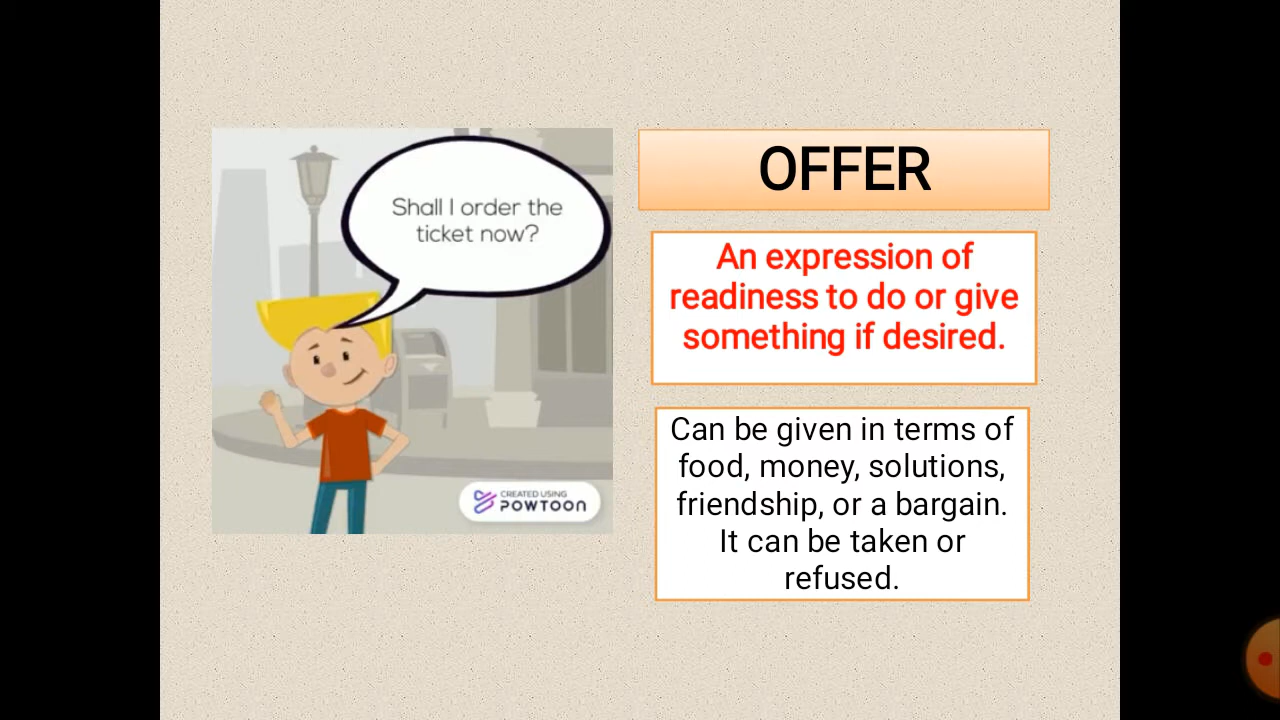 Shall I order the
ticket now?
CREATED USING
POWTOON
OFFER
An expression of
readiness to do or give
something if desired.
Can be given in terms of
food, money, solutions,
friendship, or a bargain.
It can be taken or
refused.